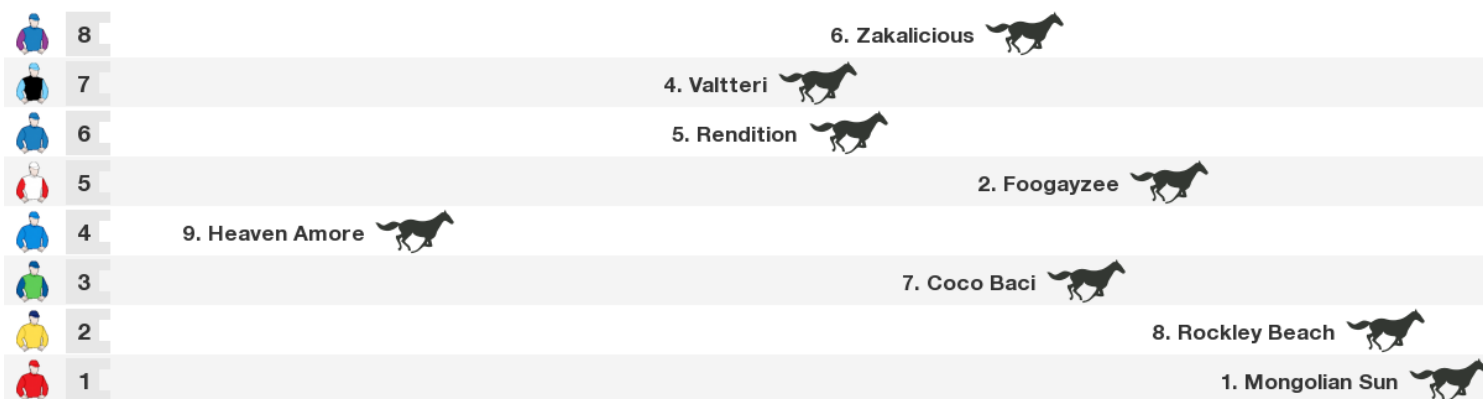 8 6. Zakalicious
7 4. Valtteri
6 5. Rendition
5 2. Foogayzee
4 9. Heaven Amore
3 7. Coco Baci
2 8. Rockley Beach
1 1. Mongolian Sun